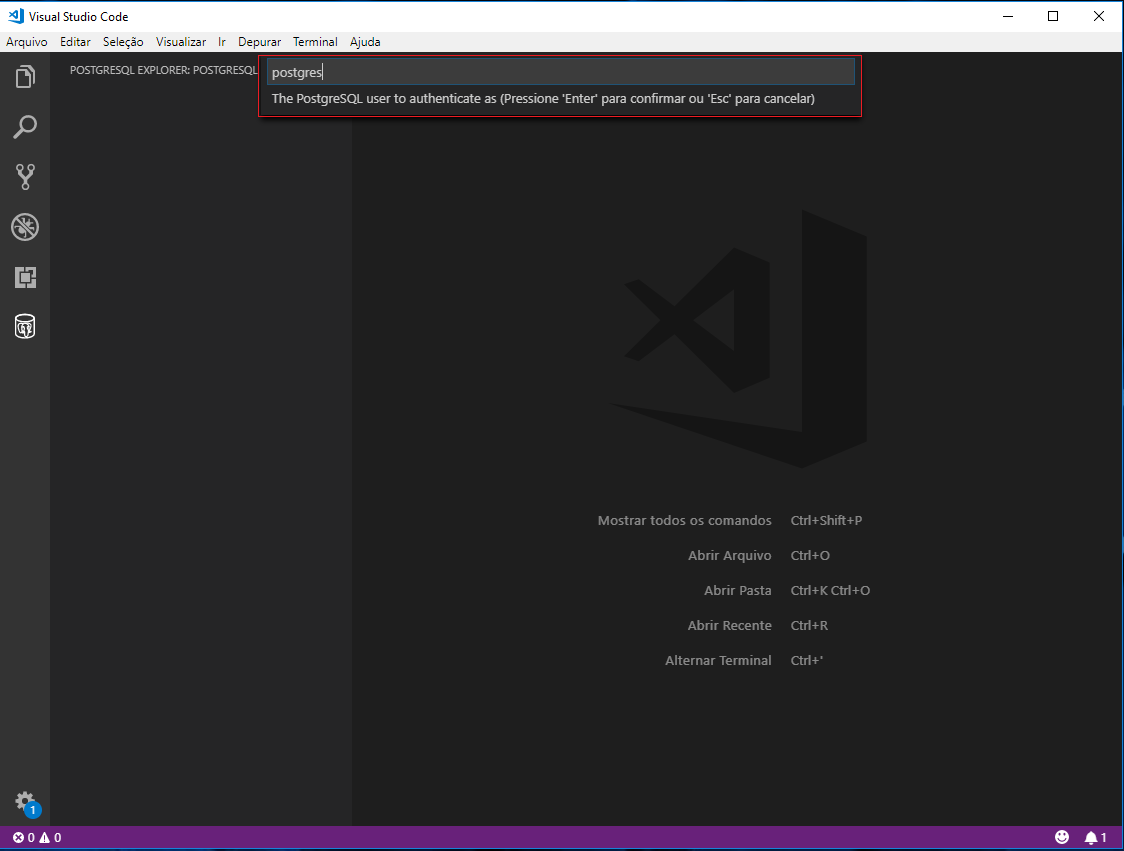 Visual Studio Code
Arquivo Editar Seleção Visualizar Ir Depurar Terminal Ajuda
POSTGRESQL EXPLORER: POSTGRESQL
postgres
The PostgreSQL user to authenticate as (Pressione 'Enter' para confirmar ou 'Esc' para cancelar)
Mostrar todos os comandos Ctrl+Shift+P
Abrir Arquivo Ctrl+O
Abrir Pasta Ctrl+K Ctrl+O
Abrir Recente Ctrl+R
Alternar Terminal Ctrl+'
1
0 0 1